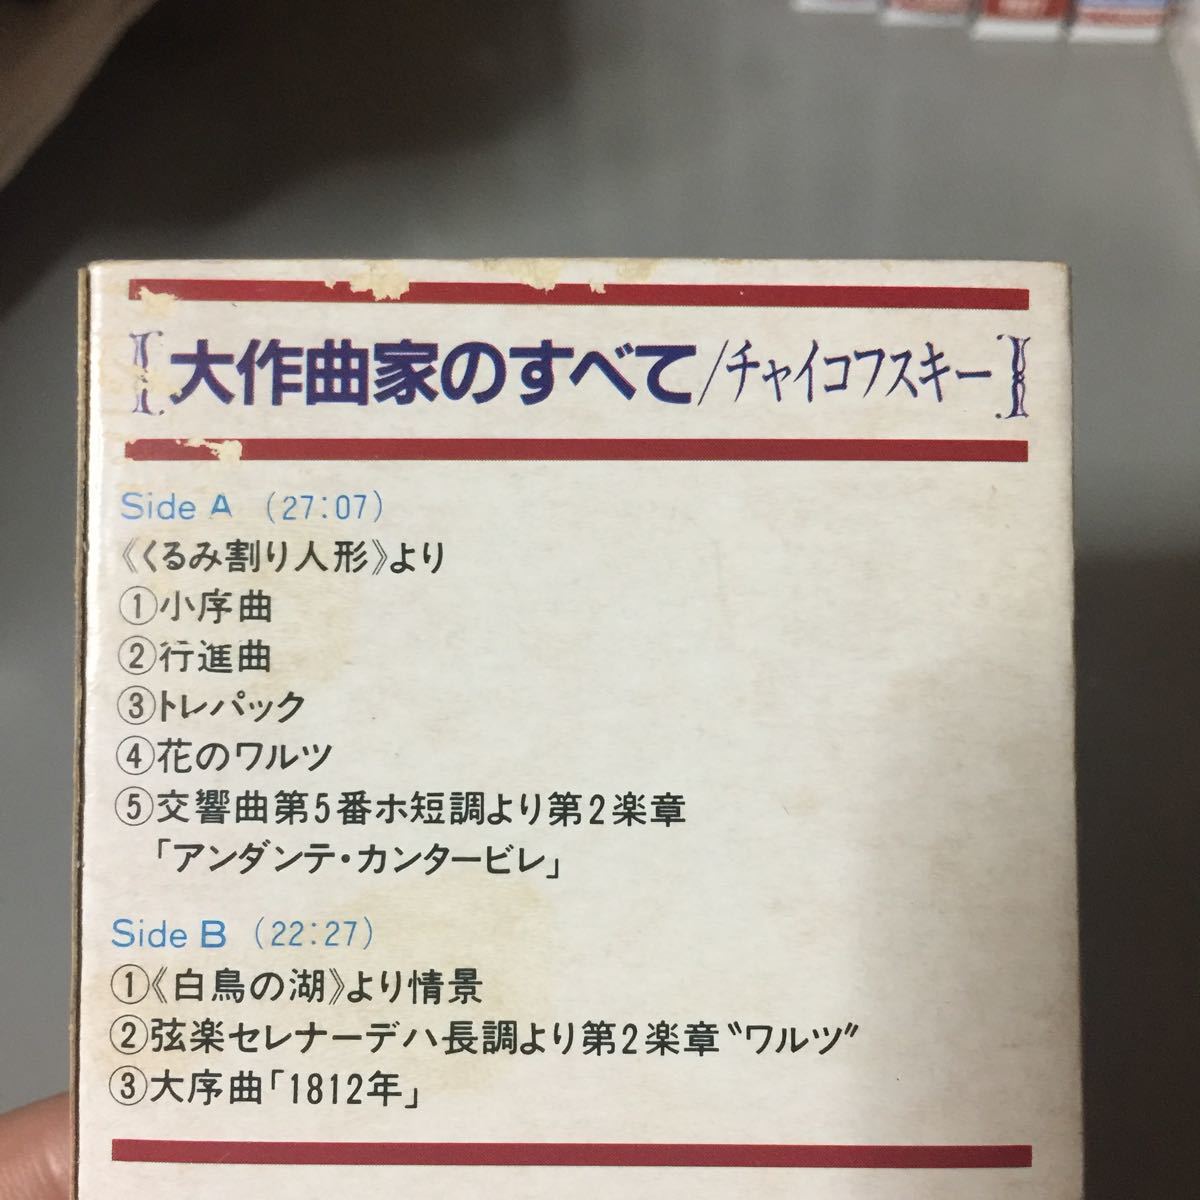 大作曲家のすべて/チャイコフスキー
Side A (27:07)
《くるみ割り人形》より
①小序曲
②行進曲
③トレパック
④花のワルツ
⑤交響曲第5番ホ短調より第2楽章
「アンダンテ・カンタービレ」
Side B (22:27)
①《白鳥の湖》より情景
②弦楽セレナーデハ長調より第2楽章〝ワルツ〟
③大序曲「1812年」